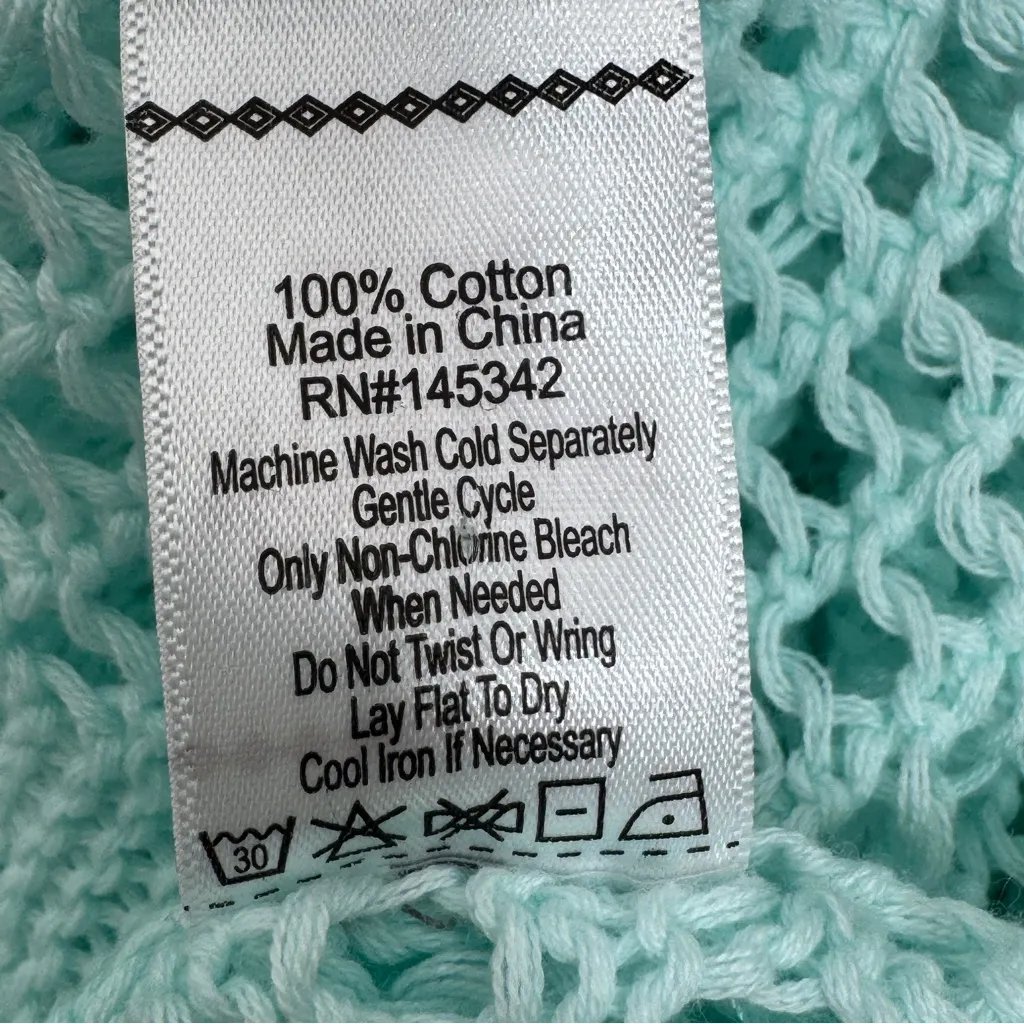 100% Cotton
Made in China
RN#145342
Machine Wash Cold Separately
Gentle Cycle
Only Non-Chlorine Bleach
When Needed
Do Not Twist Or Wring
Lay Flat To Dry
Cool Iron If Necessary
30